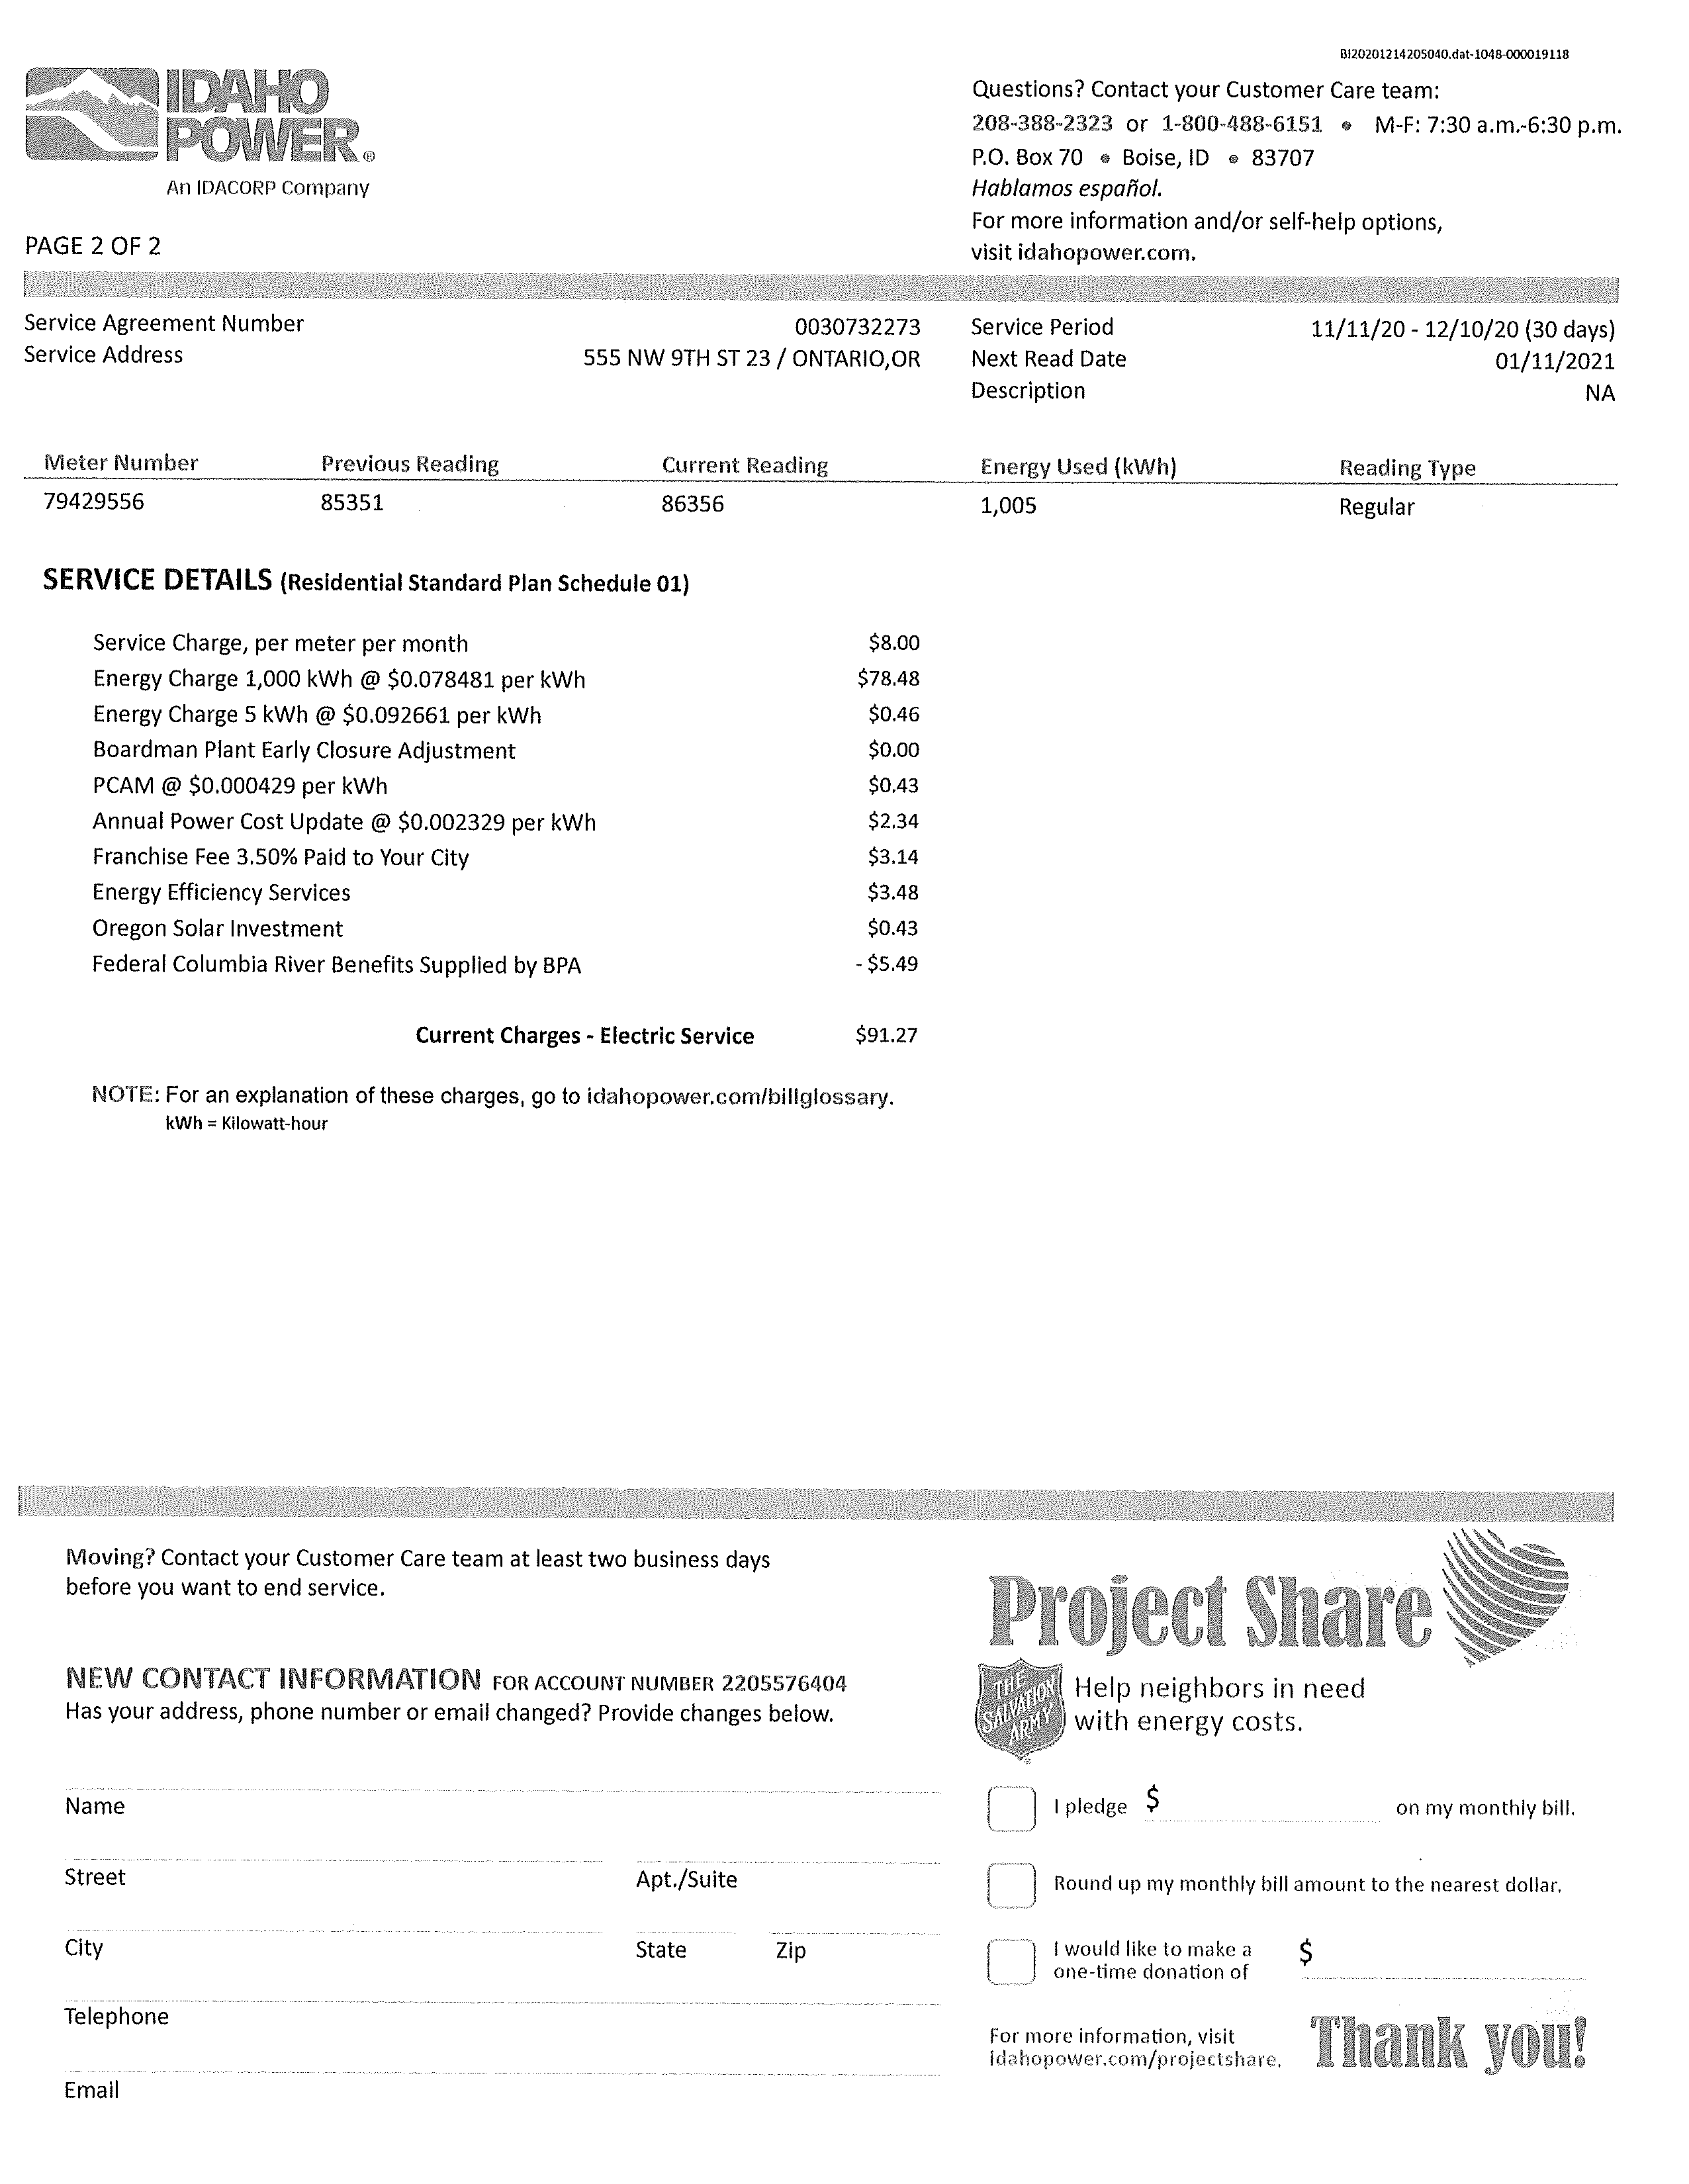 BI20201214205040.dat-1048-000019118
IDAHO
POWER®
An IDACORP Company
Questions? Contact your Customer Care team:
208-388-2323 or 1-800-488-6151 • M-F: 7:30 a.m.-6:30 p.m.
P.O. Box 70 • Boise, ID • 83707
Hablamos español.
For more information and/or self-help options,
visit idahopower.com.
PAGE 2 OF 2
Service Agreement Number 0030732273
Service Address 555 NW 9TH ST 23 / ONTARIO,OR
Service Period 11/11/20 - 12/10/20 (30 days)
Next Read Date 01/11/2021
Description NA
Meter Number Previous Reading Current Reading Energy Used (kWh) Reading Type
79429556 85351 86356 1,005 Regular
SERVICE DETAILS (Residential Standard Plan Schedule 01)
Service Charge, per meter per month $8.00
Energy Charge 1,000 kWh @ $0.078481 per kWh $78.48
Energy Charge 5 kWh @ $0.092661 per kWh $0.46
Boardman Plant Early Closure Adjustment $0.00
PCAM @ $0.000429 per kWh $0.43
Annual Power Cost Update @ $0.002329 per kWh $2.34
Franchise Fee 3.50% Paid to Your City $3.14
Energy Efficiency Services $3.48
Oregon Solar Investment $0.43
Federal Columbia River Benefits Supplied by BPA - $5.49
Current Charges - Electric Service $91.27
NOTE: For an explanation of these charges, go to idahopower.com/billglossary.
kWh = Kilowatt-hour
Moving? Contact your Customer Care team at least two business days
before you want to end service.
NEW CONTACT INFORMATION FOR ACCOUNT NUMBER 2205576404
Has your address, phone number or email changed? Provide changes below.
Name
Street Apt./Suite
City State Zip
Telephone
Email
Project Share
THE
SALVATION
ARMY
Help neighbors in need
with energy costs.
I pledge $ on my monthly bill.
Round up my monthly bill amount to the nearest dollar.
I would like to make a
one-time donation of $
For more information, visit
idahopower.com/projectshare.
Thank you!